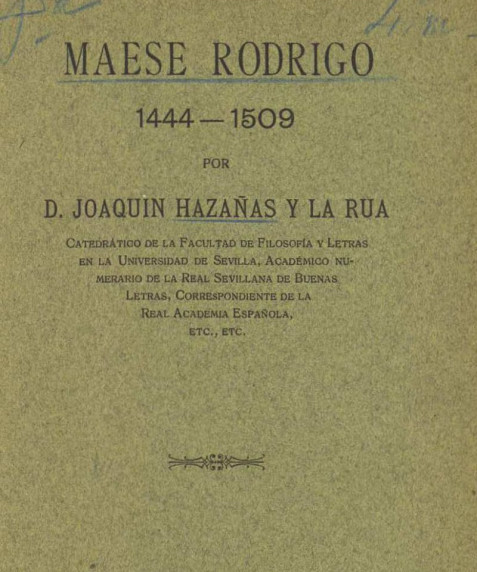 MAESE RODRIGO
1444 — 1509
POR
D. JOAQUIN HAZAÑAS Y LA RUA
CATEDRÁTICO DE LA FACULTAD DE FILOSOFÍA Y LETRAS
EN LA UNIVERSIDAD DE SEVILLA, ACADÉMICO NU-
MERARIO DE LA REAL SEVILLANA DE BUENAS
LETRAS, CORRESPONDIENTE DE LA
REAL ACADEMIA ESPAÑOLA,
ETC., ETC.